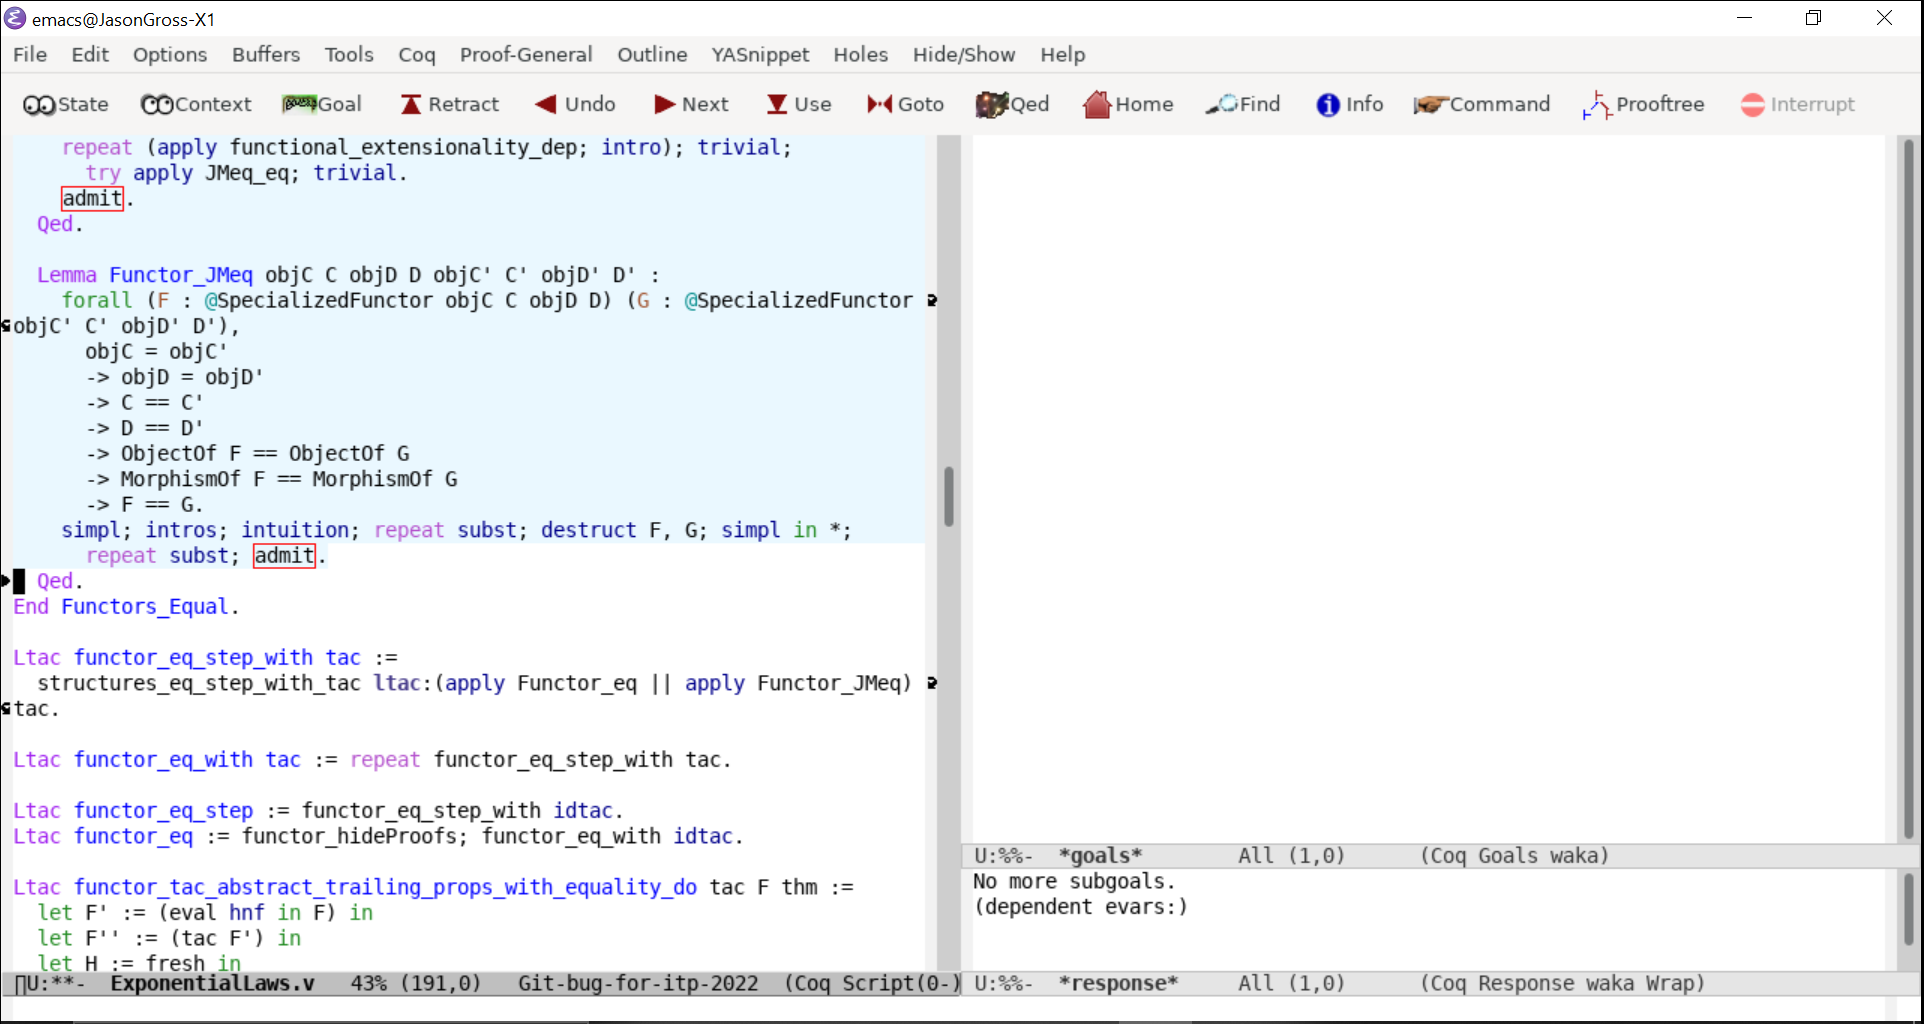 emacs@JasonGross-X1
File Edit Options Buffers Tools Coq Proof-General Outline YASnippet Holes Hide/Show Help
State Context Goal Retract Undo Next Use Goto Qed Home Find Info Command Prooftree Interrupt
repeat (apply functional_extensionality_dep; intro); trivial;
try apply JMeq_eq; trivial.
admit.
Qed.
Lemma Functor_JMeq objC C objD D objC' C' objD' D' :
forall (F : @SpecializedFunctor objC C objD D) (G : @SpecializedFunctor
objC' C' objD' D'),
objC = objC'
-> objD = objD'
-> C == C'
-> D == D'
-> ObjectOf F == ObjectOf G
-> MorphismOf F == MorphismOf G
-> F == G.
simpl; intros; intuition; repeat subst; destruct F, G; simpl in *;
repeat subst; admit.
Qed.
End Functors_Equal.
Ltac functor_eq_step_with tac :=
structures_eq_step_with_tac ltac:(apply Functor_eq || apply Functor_JMeq)
tac.
Ltac functor_eq_with tac := repeat functor_eq_step_with tac.
Ltac functor_eq_step := functor_eq_step_with idtac.
Ltac functor_eq := functor_hideProofs; functor_eq_with idtac.
Ltac functor_tac_abstract_trailing_props_with_equality_do tac F thm :=
let F' := (eval hnf in F) in
let F'' := (tac F') in
let H := fresh in
U:**- ExponentialLaws.v 43% (191,0) Git-bug-for-itp-2022 (Coq Script(0-)
U:%%- *goals* All (1,0) (Coq Goals waka)
No more subgoals.
(dependent evars:)
U:%%- *response* All (1,0) (Coq Response waka Wrap)